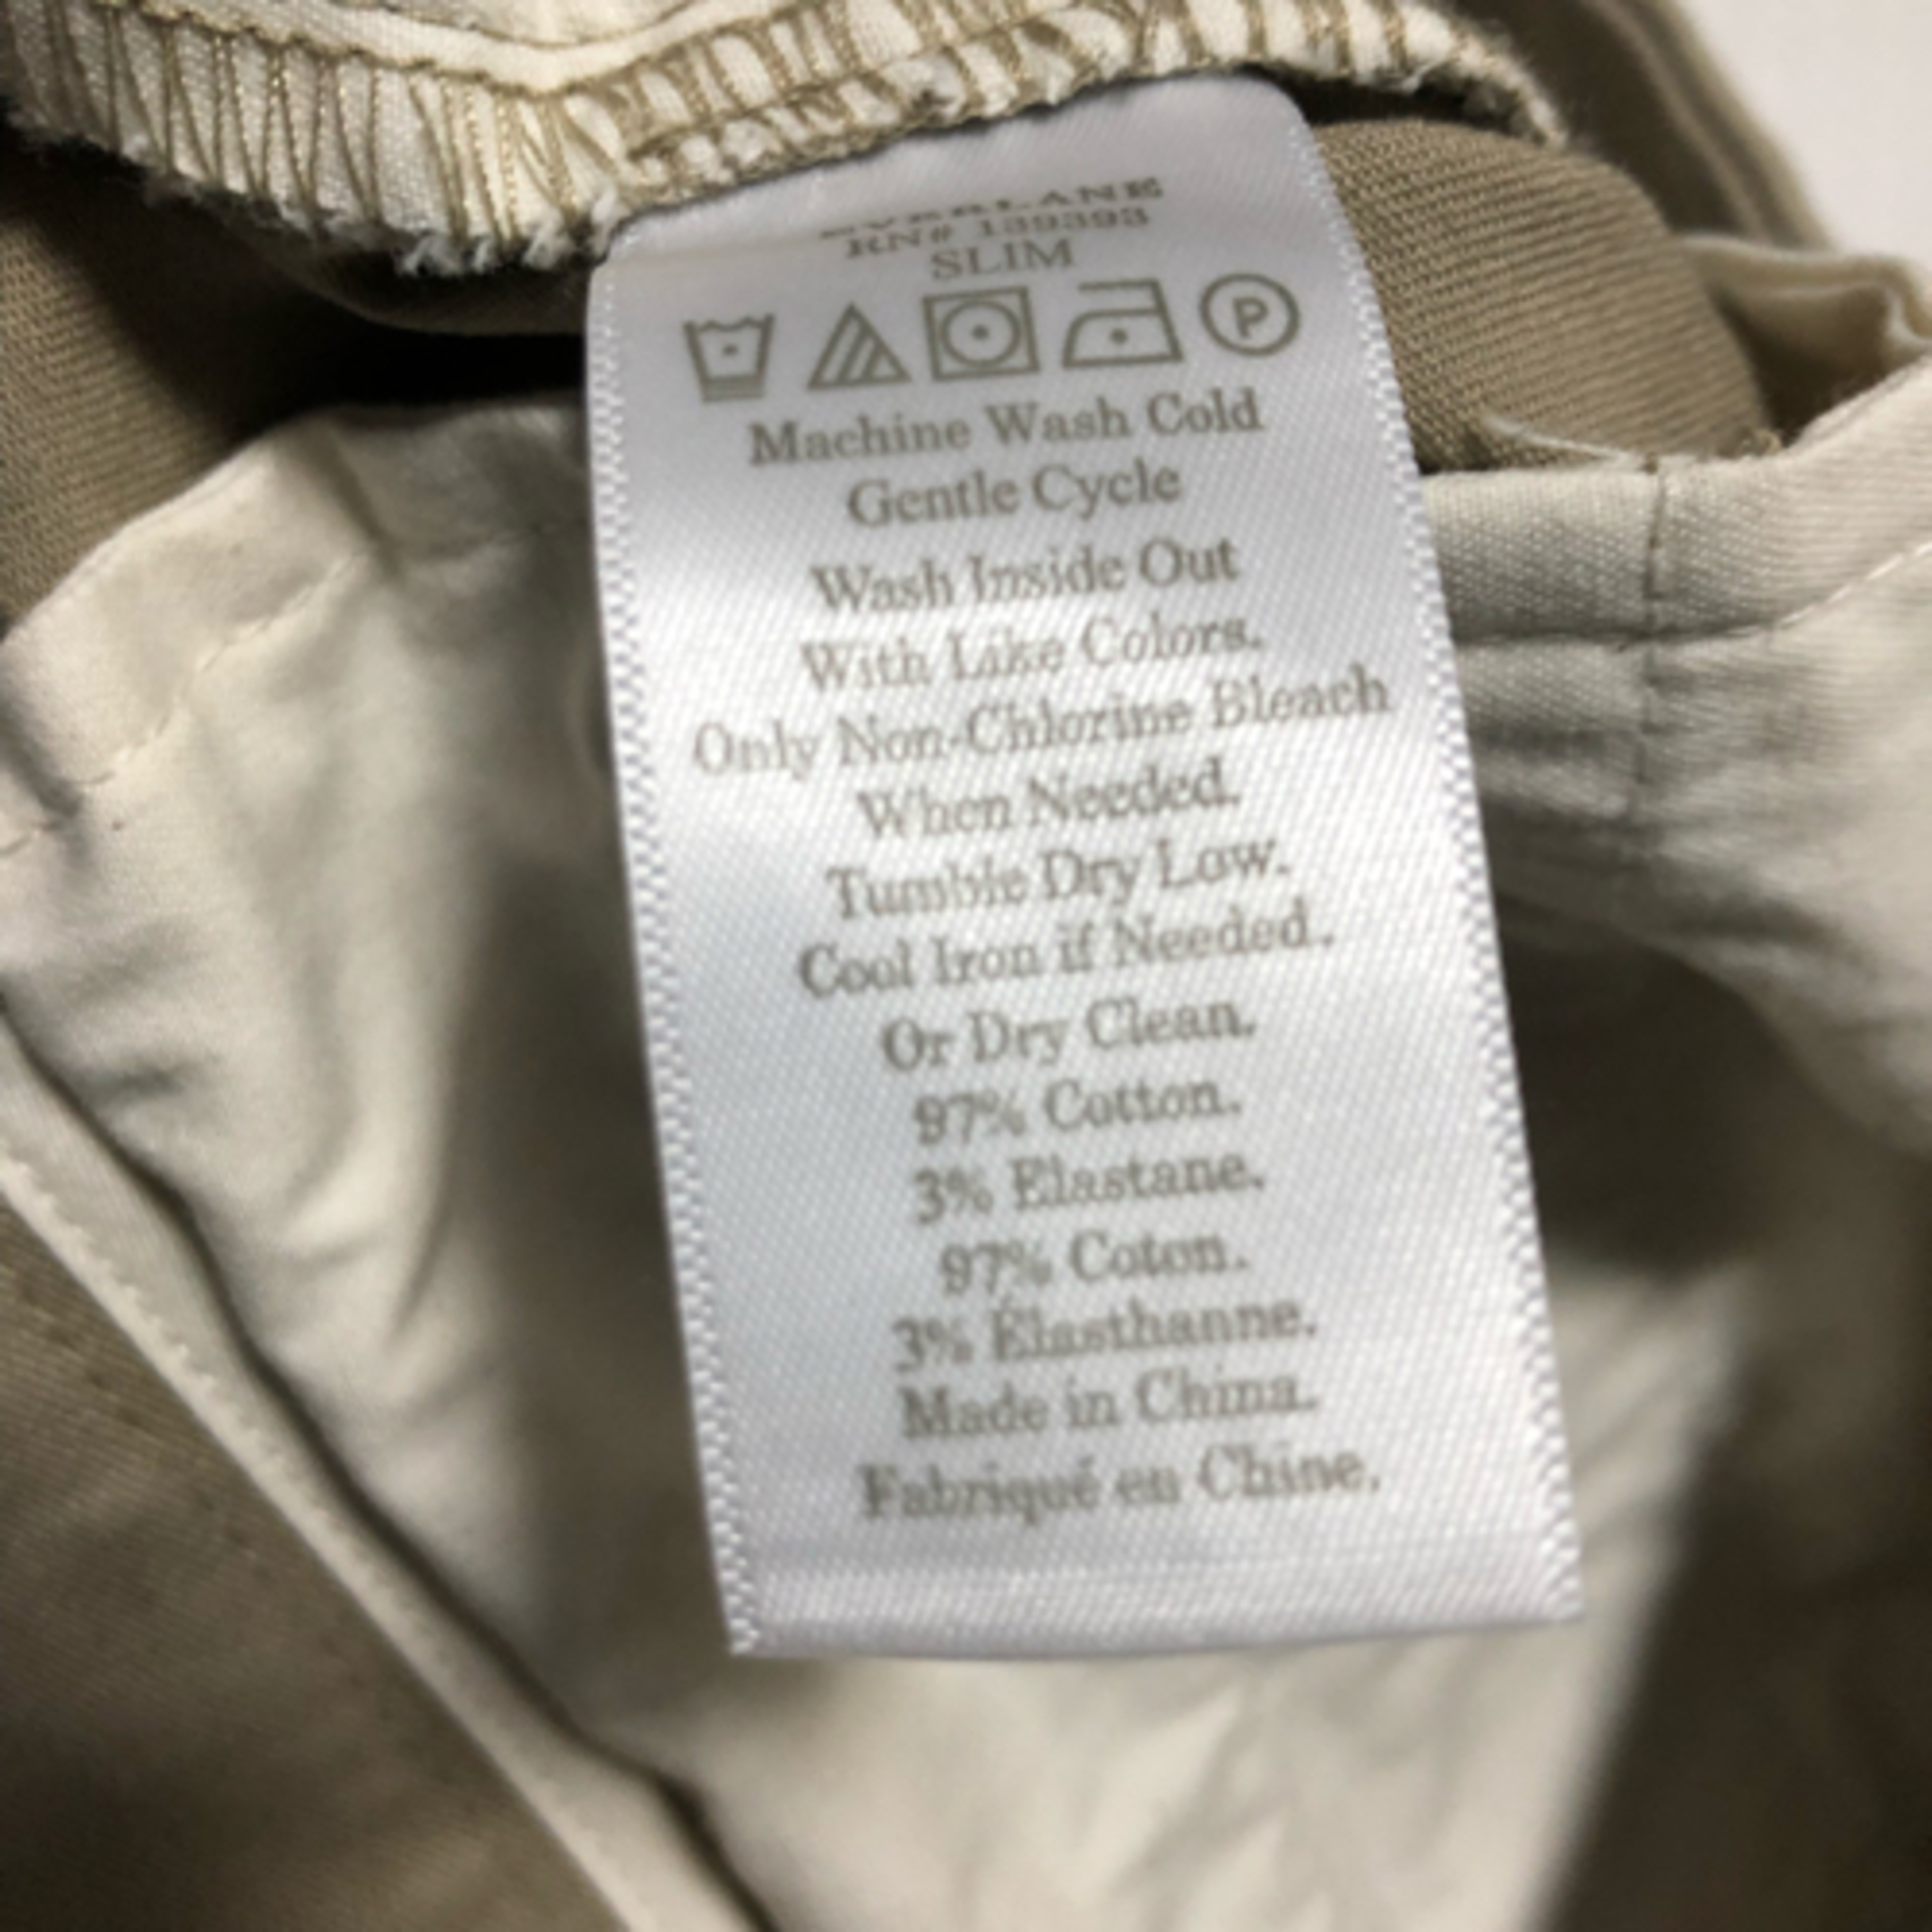 EVERLANE
RN# 139393
SLIM
P
Machine Wash Cold
Gentle Cycle
Wash Inside Out
With Like Colors.
Only Non-Chlorine Bleach
When Needed.
Tumble Dry Low.
Cool Iron if Needed.
Or Dry Clean.
97% Cotton.
3% Elastane.
97% Coton.
3% Élasthanne.
Made in China.
Fabriqué en Chine.